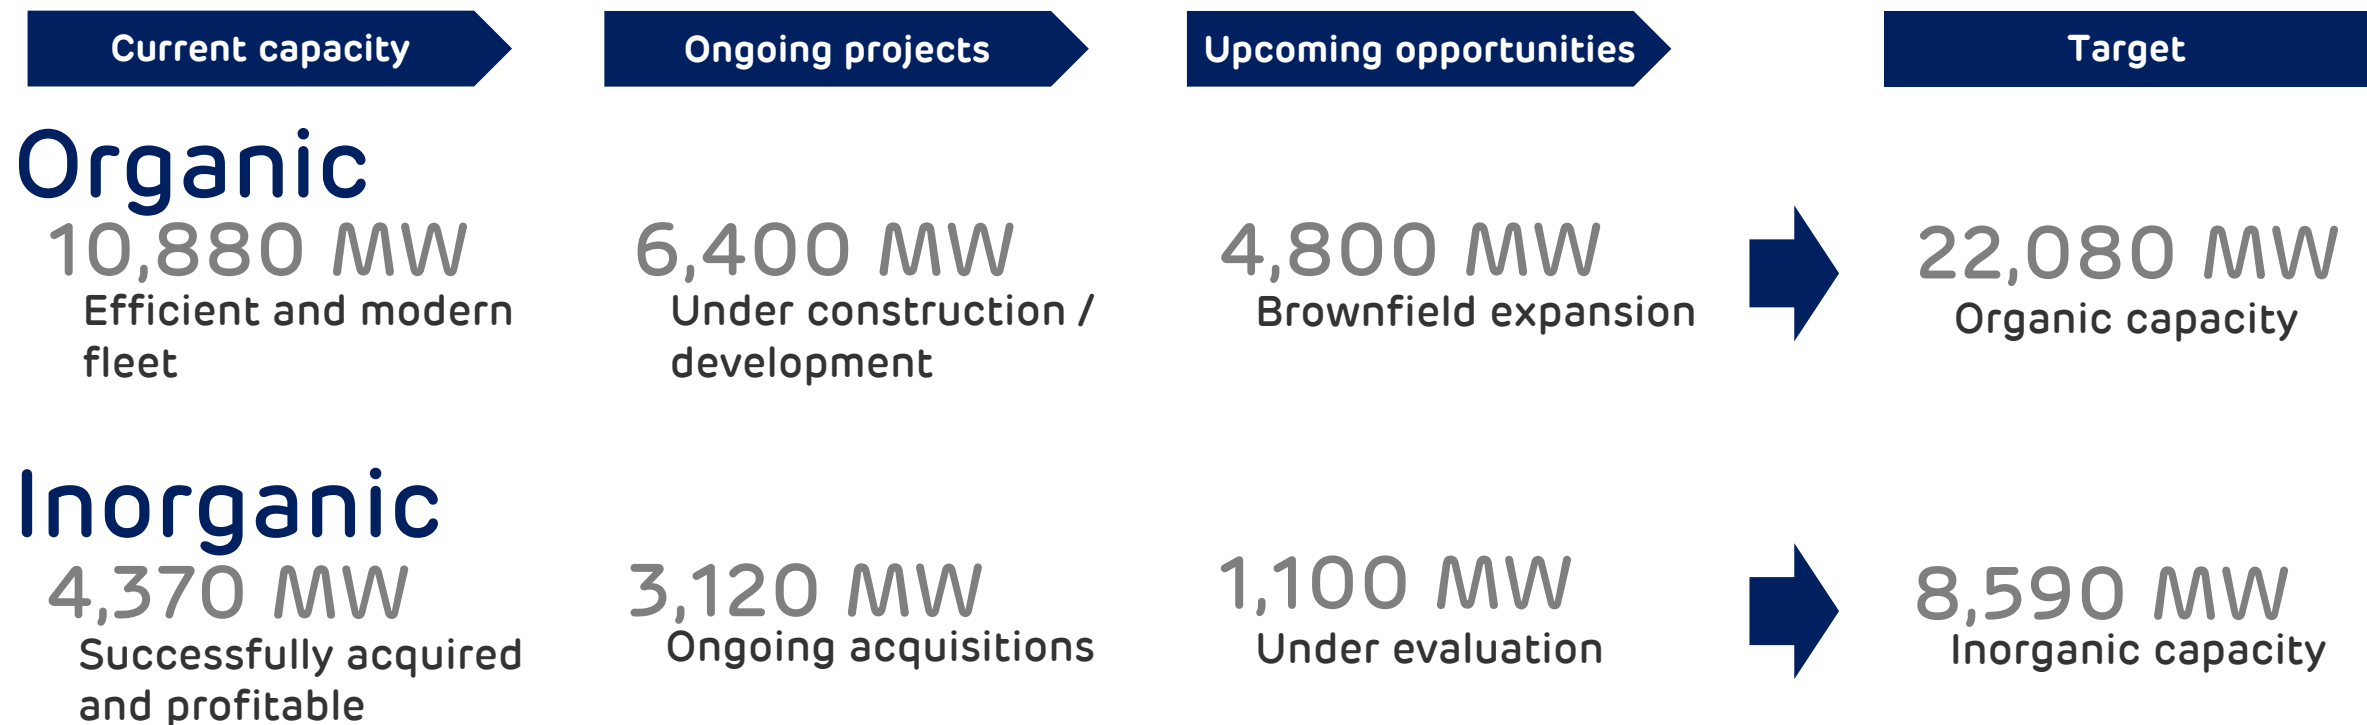 Current capacity
Ongoing projects
Upcoming opportunities
Target
Organic
10,880 MW
Efficient and modern
fleet
6,400 MW
Under construction /
development
4,800 MW
Brownfield expansion
22,080 MW
Organic capacity
Inorganic
4,370 MW
Successfully acquired
and profitable
3,120 MW
Ongoing acquisitions
1,100 MW
Under evaluation
8,590 MW
Inorganic capacity